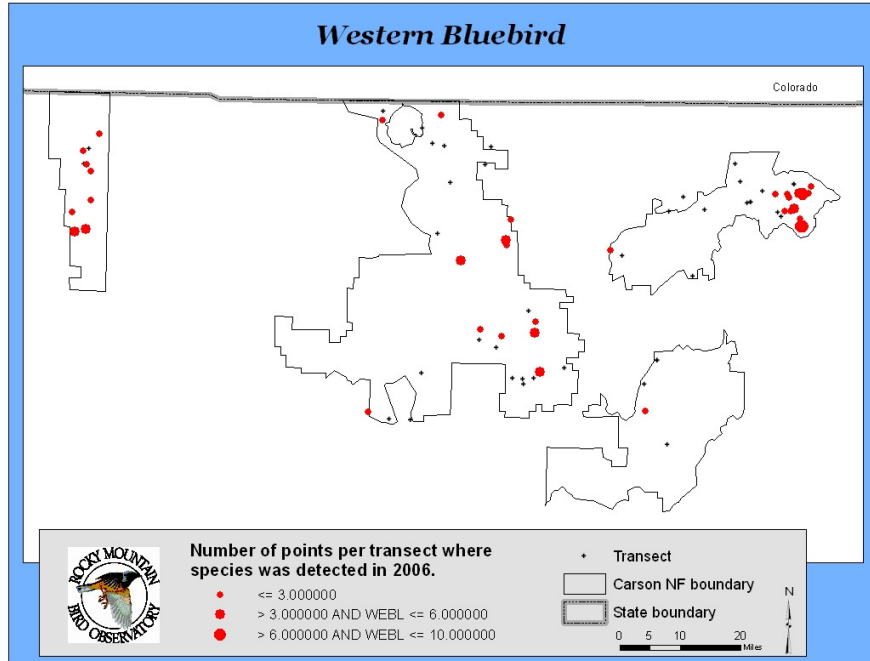 Western Bluebird
Colorado
ROCKY MOUNTAIN
BIRD OBSERVATORY
Number of points per transect where
species was detected in 2006.
<= 3.000000
> 3.000000 AND WEBL <= 6.000000
> 6.000000 AND WEBL <= 10.000000
Transect
Carson NF boundary
State boundary
0 5 10 20
Miles
N